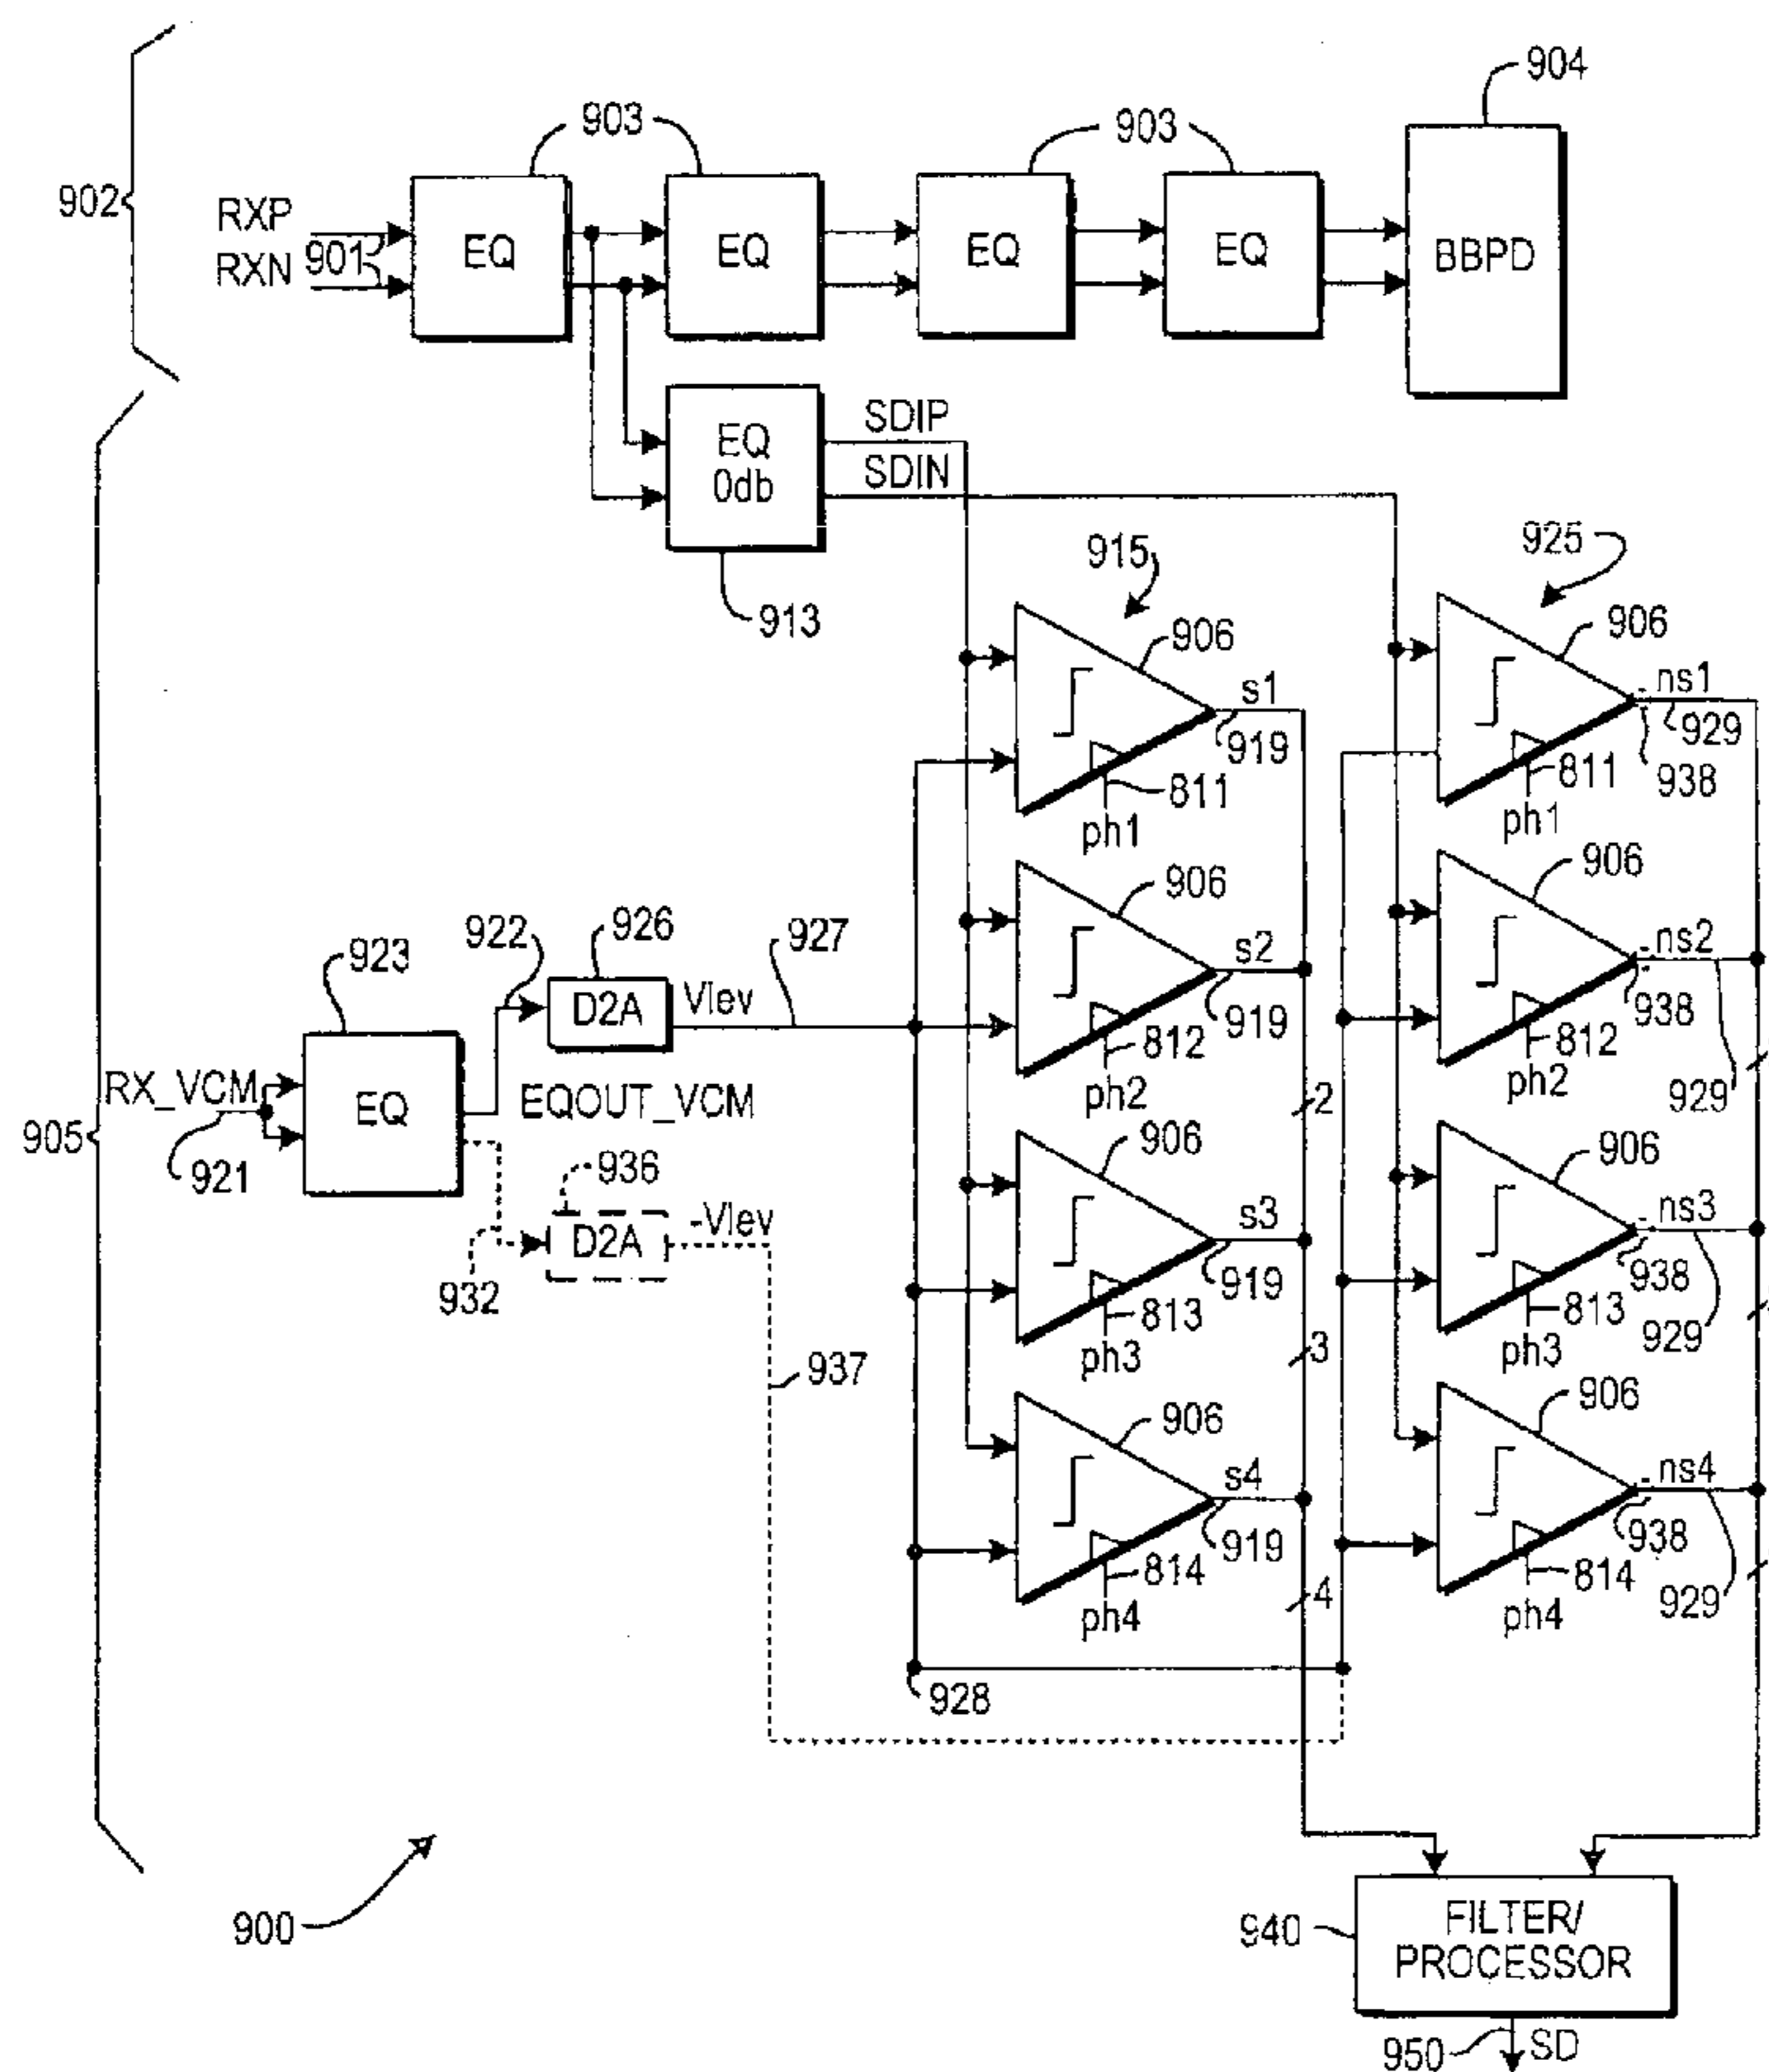 904
903
903
902
RXP
901
RXN
EQ
EQ
EQ
EQ
BBPD
SDIP
EQ
0db
SDIN
913
915
925
906
906
s1
919
ns1
929
938
811
ph1
811
ph1
906
906
s2
919
ns2
938
929
812
ph2
812
ph2
923
922
926
D2A
Vlev
927
RX_VCM
EQ
EQOUT_VCM
905
921
936
D2A
-Vlev
932
937
2
906
906
s3
919
ns3
938
929
813
ph3
813
ph3
3
906
906
s4
919
ns4
938
929
814
ph4
814
ph4
4
928
900
940
FILTER/
PROCESSOR
950
SD